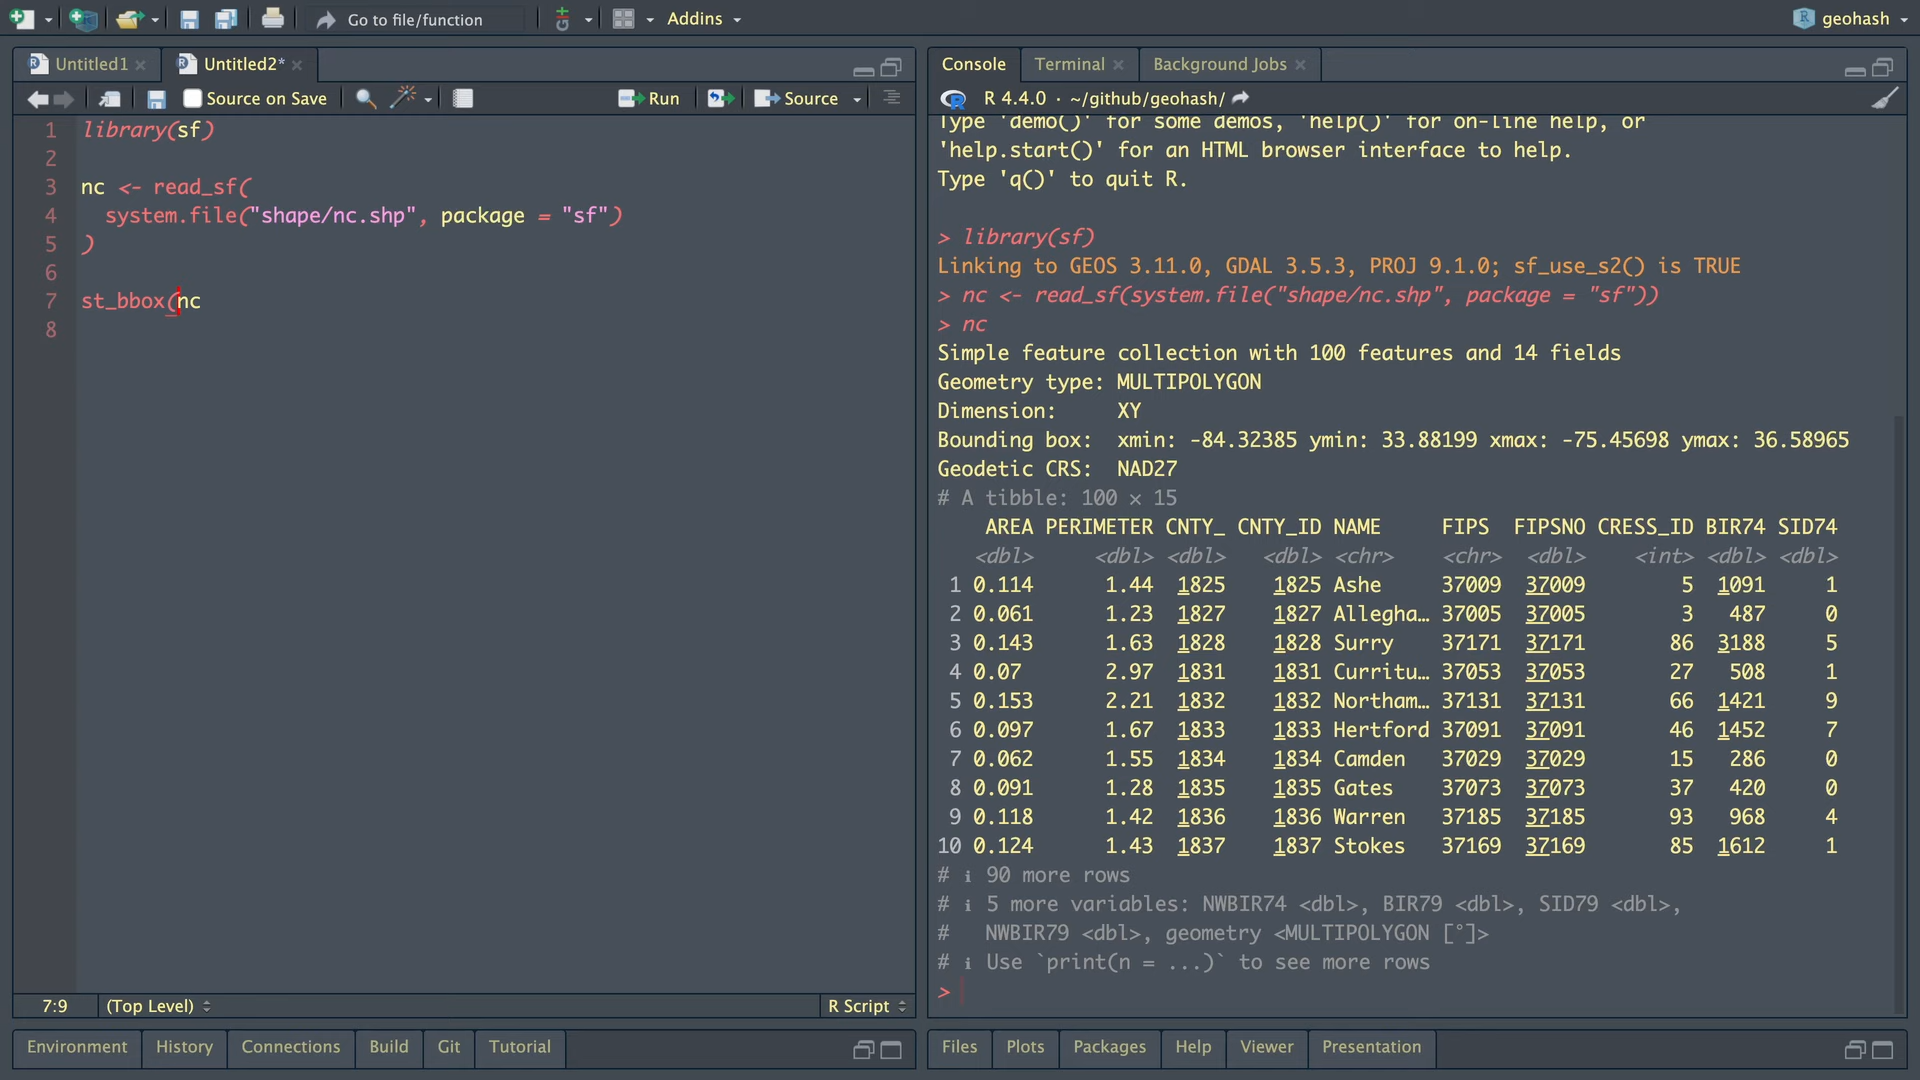 Go to file/function
Addins
geohash
Untitled1
Untitled2*
Source on Save
Run
Source
1 library(sf)
2
3 nc <- read_sf(
4 system.file("shape/nc.shp", package = "sf")
5 )
6
7 st_bbox(nc
8
7:9
(Top Level)
R Script
Environment
History
Connections
Build
Git
Tutorial
Console
Terminal
Background Jobs
R 4.4.0 · ~/github/geohash/
Type 'demo()' for some demos, 'help()' for on-line help, or
'help.start()' for an HTML browser interface to help.
Type 'q()' to quit R.
> library(sf)
Linking to GEOS 3.11.0, GDAL 3.5.3, PROJ 9.1.0; sf_use_s2() is TRUE
> nc <- read_sf(system.file("shape/nc.shp", package = "sf"))
> nc
Simple feature collection with 100 features and 14 fields
Geometry type: MULTIPOLYGON
Dimension: XY
Bounding box: xmin: -84.32385 ymin: 33.88199 xmax: -75.45698 ymax: 36.58965
Geodetic CRS: NAD27
# A tibble: 100 × 15
AREA PERIMETER CNTY_ CNTY_ID NAME FIPS FIPSNO CRESS_ID BIR74 SID74
<dbl> <dbl> <dbl> <dbl> <chr> <chr> <dbl> <int> <dbl> <dbl>
1 0.114 1.44 1825 1825 Ashe 37009 37009 5 1091 1
2 0.061 1.23 1827 1827 Allegha… 37005 37005 3 487 0
3 0.143 1.63 1828 1828 Surry 37171 37171 86 3188 5
4 0.07 2.97 1831 1831 Curritu… 37053 37053 27 508 1
5 0.153 2.21 1832 1832 Northam… 37131 37131 66 1421 9
6 0.097 1.67 1833 1833 Hertford 37091 37091 46 1452 7
7 0.062 1.55 1834 1834 Camden 37029 37029 15 286 0
8 0.091 1.28 1835 1835 Gates 37073 37073 37 420 0
9 0.118 1.42 1836 1836 Warren 37185 37185 93 968 4
10 0.124 1.43 1837 1837 Stokes 37169 37169 85 1612 1
# ℹ 90 more rows
# ℹ 5 more variables: NWBIR74 <dbl>, BIR79 <dbl>, SID79 <dbl>,
# NWBIR79 <dbl>, geometry <MULTIPOLYGON [°]>
# ℹ Use `print(n = ...)` to see more rows
>
Files
Plots
Packages
Help
Viewer
Presentation